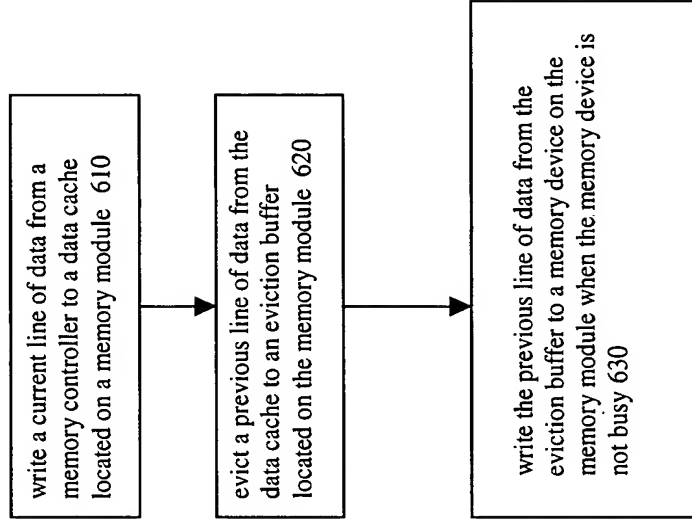 write a current line of data from a
memory controller to a data cache
located on a memory module 610
evict a previous line of data from the
data cache to an eviction buffer
located on the memory module 620
write the previous line of data from the
eviction buffer to a memory device on the
memory module when the memory device is
not busy 630